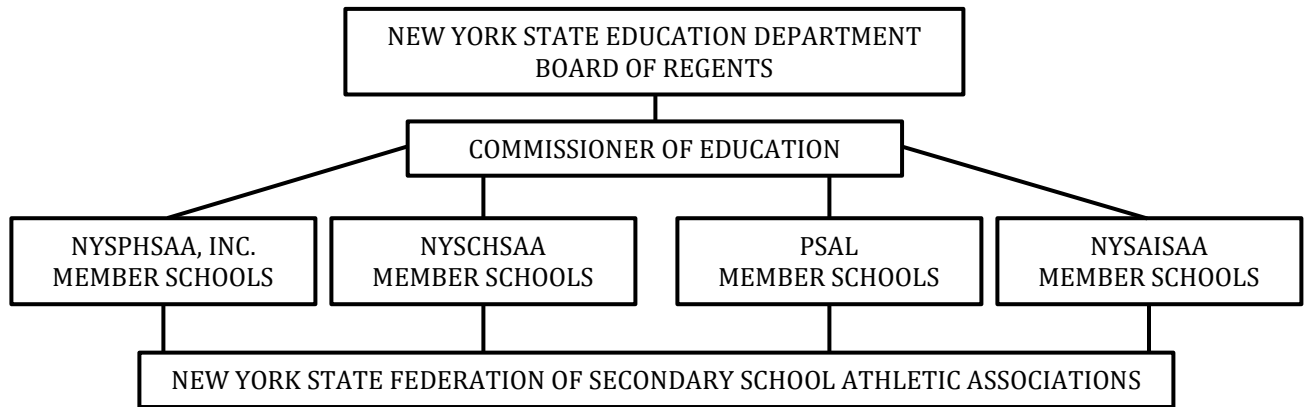 NEW YORK STATE EDUCATION DEPARTMENT
BOARD OF REGENTS
COMMISSIONER OF EDUCATION
NYSPHSAA, INC.
MEMBER SCHOOLS
NYSCHSAA
MEMBER SCHOOLS
PSAL
MEMBER SCHOOLS
NYSAISAA
MEMBER SCHOOLS
NEW YORK STATE FEDERATION OF SECONDARY SCHOOL ATHLETIC ASSOCIATIONS